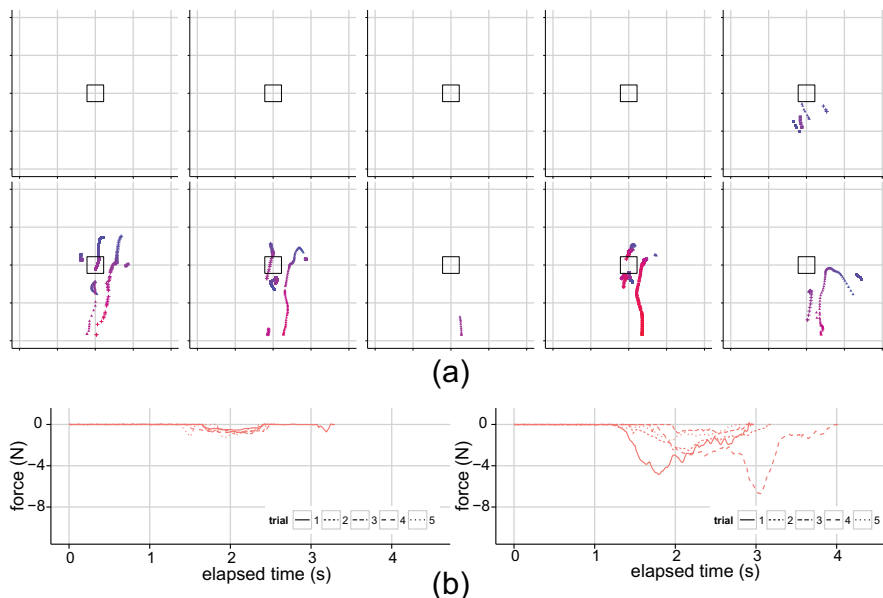 (a)
0
−4
−8
force (N)
trial 1 2 3 4 5
0 1 2 3 4
elapsed time (s)
0
−4
−8
force (N)
trial 1 2 3 4 5
0 1 2 3 4
elapsed time (s)
(b)